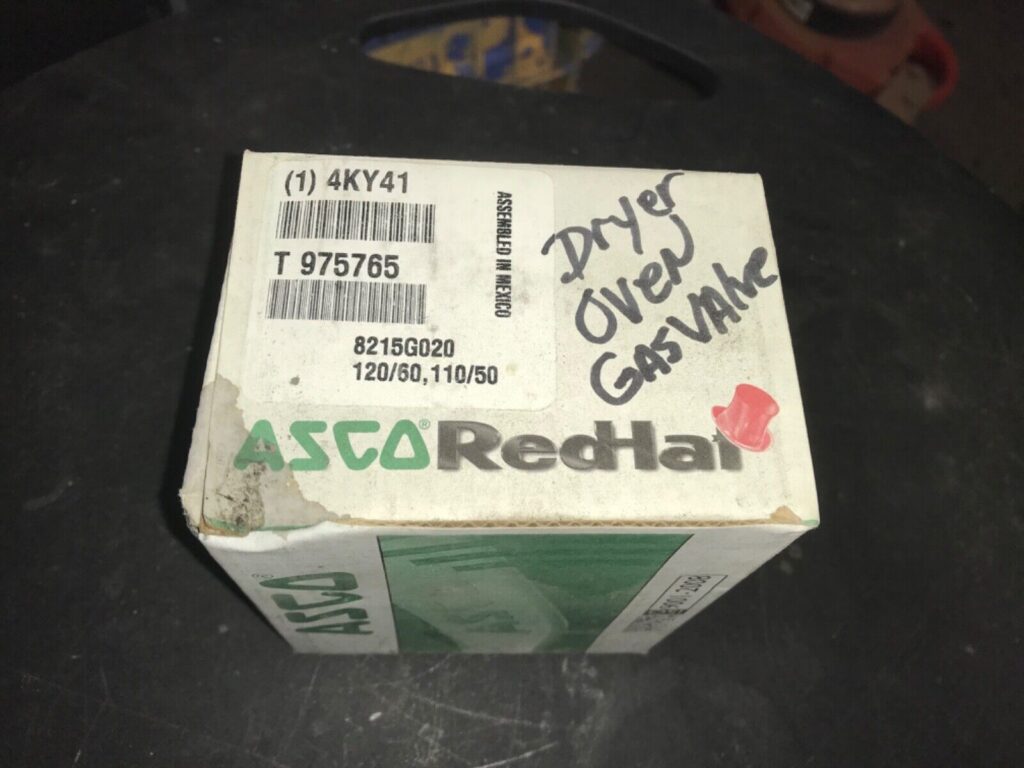 (1) 4KY41
T 975765
ASSEMBLED IN MEXICO
8215G020
120/60,110/50
Dryer
OVEN
GASVAlve
ASCO® RedHat
ASCO®